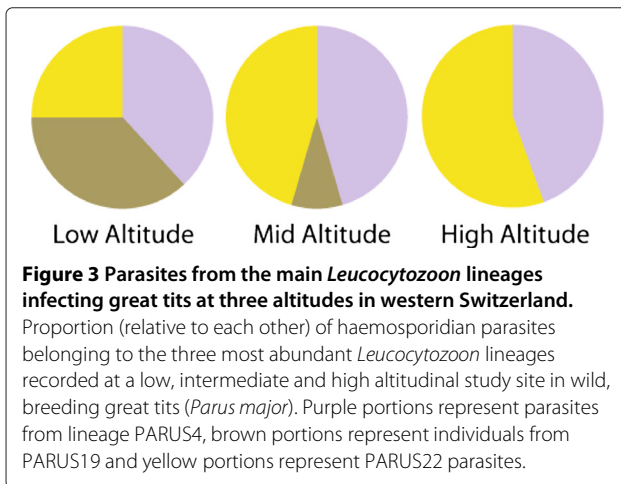 Low Altitude Mid Altitude High Altitude
Figure 3 Parasites from the main Leucocytozoon lineages
infecting great tits at three altitudes in western Switzerland.
Proportion (relative to each other) of haemosporidian parasites
belonging to the three most abundant Leucocytozoon lineages
recorded at a low, intermediate and high altitudinal study site in wild,
breeding great tits (Parus major). Purple portions represent parasites
from lineage PARUS4, brown portions represent individuals from
PARUS19 and yellow portions represent PARUS22 parasites.